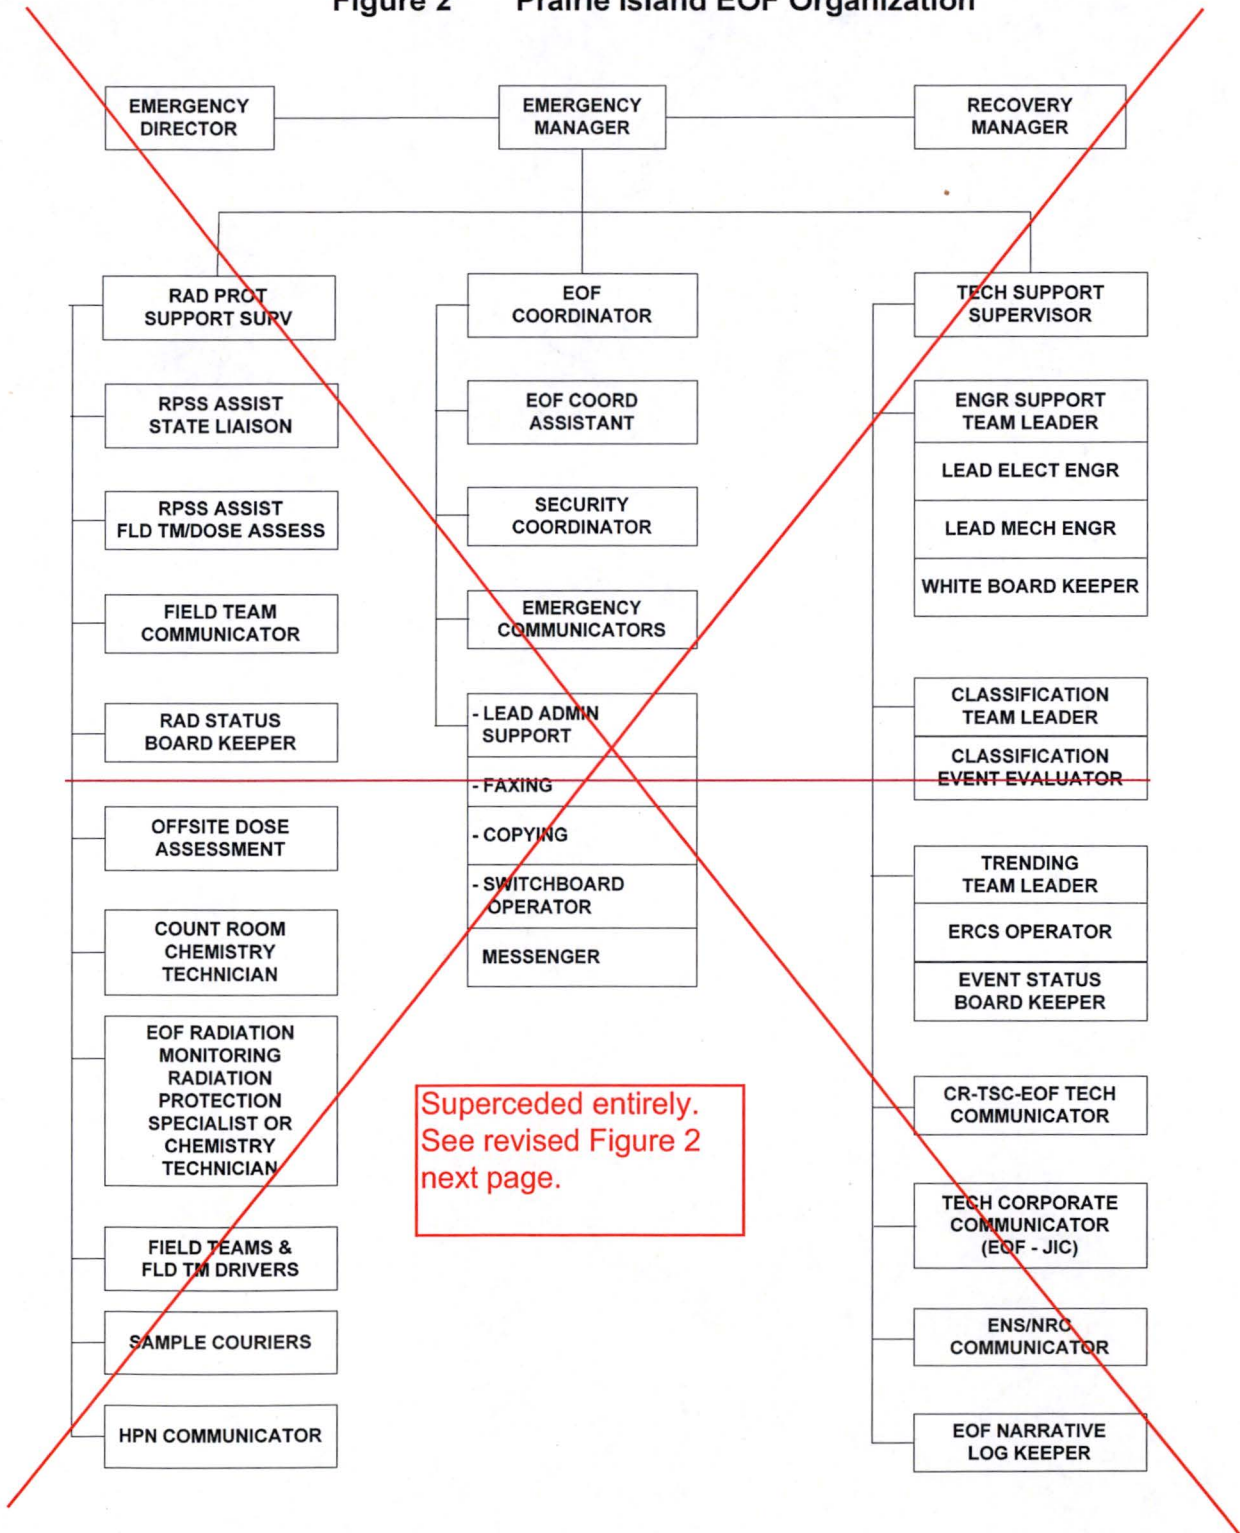 Figure 2 Prairie Island EOF Organization
EMERGENCY
DIRECTOR
EMERGENCY
MANAGER
RECOVERY
MANAGER
RAD PROT
SUPPORT SURV
RPSS ASSIST
STATE LIAISON
RPSS ASSIST
FLD TM/DOSE ASSESS
FIELD TEAM
COMMUNICATOR
RAD STATUS
BOARD KEEPER
OFFSITE DOSE
ASSESSMENT
COUNT ROOM
CHEMISTRY
TECHNICIAN
EOF RADIATION
MONITORING
RADIATION
PROTECTION
SPECIALIST OR
CHEMISTRY
TECHNICIAN
FIELD TEAMS &
FLD TM DRIVERS
SAMPLE COURIERS
HPN COMMUNICATOR
EOF
COORDINATOR
EOF COORD
ASSISTANT
SECURITY
COORDINATOR
EMERGENCY
COMMUNICATORS
- LEAD ADMIN
SUPPORT
- FAXING
- COPYING
- SWITCHBOARD
OPERATOR
MESSENGER
Superceded entirely.
See revised Figure 2
next page.
TECH SUPPORT
SUPERVISOR
ENGR SUPPORT
TEAM LEADER
LEAD ELECT ENGR
LEAD MECH ENGR
WHITE BOARD KEEPER
CLASSIFICATION
TEAM LEADER
CLASSIFICATION
EVENT EVALUATOR
TRENDING
TEAM LEADER
ERCS OPERATOR
EVENT STATUS
BOARD KEEPER
CR-TSC-EOF TECH
COMMUNICATOR
TECH CORPORATE
COMMUNICATOR
(EOF - JIC)
ENS/NRC
COMMUNICATOR
EOF NARRATIVE
LOG KEEPER